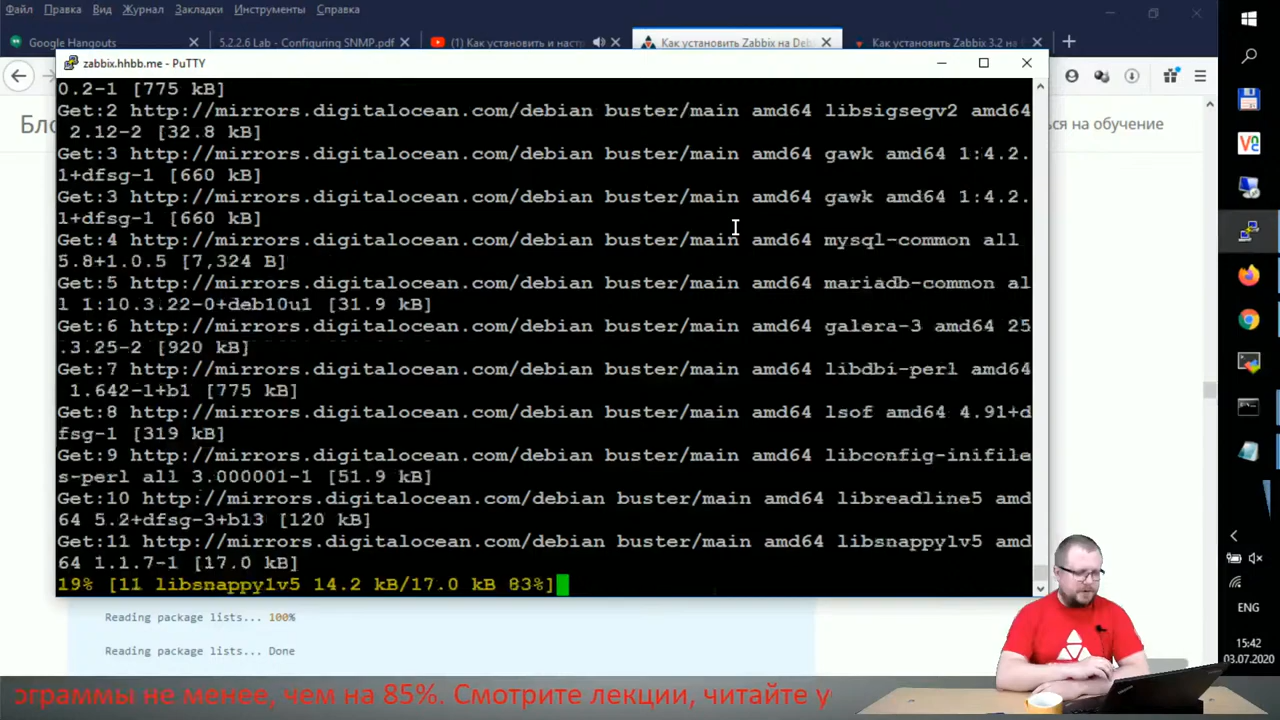 Файл Правка Вид Журнал Закладки Инструменты Справка
Google Hangouts
5.2.2.6 Lab - Configuring SNMP.pdf
(1) Как установить и настр
Как установить Zabbix на Debi
Как установить Zabbix 3.2 на
zabbix.hhbb.me - PuTTY
0.2-1 [775 kB]
Get:2 http://mirrors.digitalocean.com/debian buster/main amd64 libsigsegv2 amd64
2.12-2 [32.8 kB]
Get:3 http://mirrors.digitalocean.com/debian buster/main amd64 gawk amd64 1:4.2.
1+dfsg-1 [660 kB]
Get:3 http://mirrors.digitalocean.com/debian buster/main amd64 gawk amd64 1:4.2.
1+dfsg-1 [660 kB]
Get:4 http://mirrors.digitalocean.com/debian buster/main amd64 mysql-common all
5.8+1.0.5 [7,324 B]
Get:5 http://mirrors.digitalocean.com/debian buster/main amd64 mariadb-common al
l 1:10.3.22-0+deb10u1 [31.9 kB]
Get:6 http://mirrors.digitalocean.com/debian buster/main amd64 galera-3 amd64 25
.3.25-2 [920 kB]
Get:7 http://mirrors.digitalocean.com/debian buster/main amd64 libdbi-perl amd64
1.642-1+b1 [775 kB]
Get:8 http://mirrors.digitalocean.com/debian buster/main amd64 lsof amd64 4.91+d
fsg-1 [319 kB]
Get:9 http://mirrors.digitalocean.com/debian buster/main amd64 libconfig-inifile
s-perl all 3.000001-1 [51.9 kB]
Get:10 http://mirrors.digitalocean.com/debian buster/main amd64 libreadline5 amd
64 5.2+dfsg-3+b13 [120 kB]
Get:11 http://mirrors.digitalocean.com/debian buster/main amd64 libsnappy1v5 amd
64 1.1.7-1 [17.0 kB]
19% [11 libsnappy1v5 14.2 kB/17.0 kB 83%]
Бло
ься на обучение
Reading package lists... 100%
Reading package lists... Done
ENG
15:42
03.07.2020
ограммы не менее, чем на 85%. Смотрите лекции, читайте у